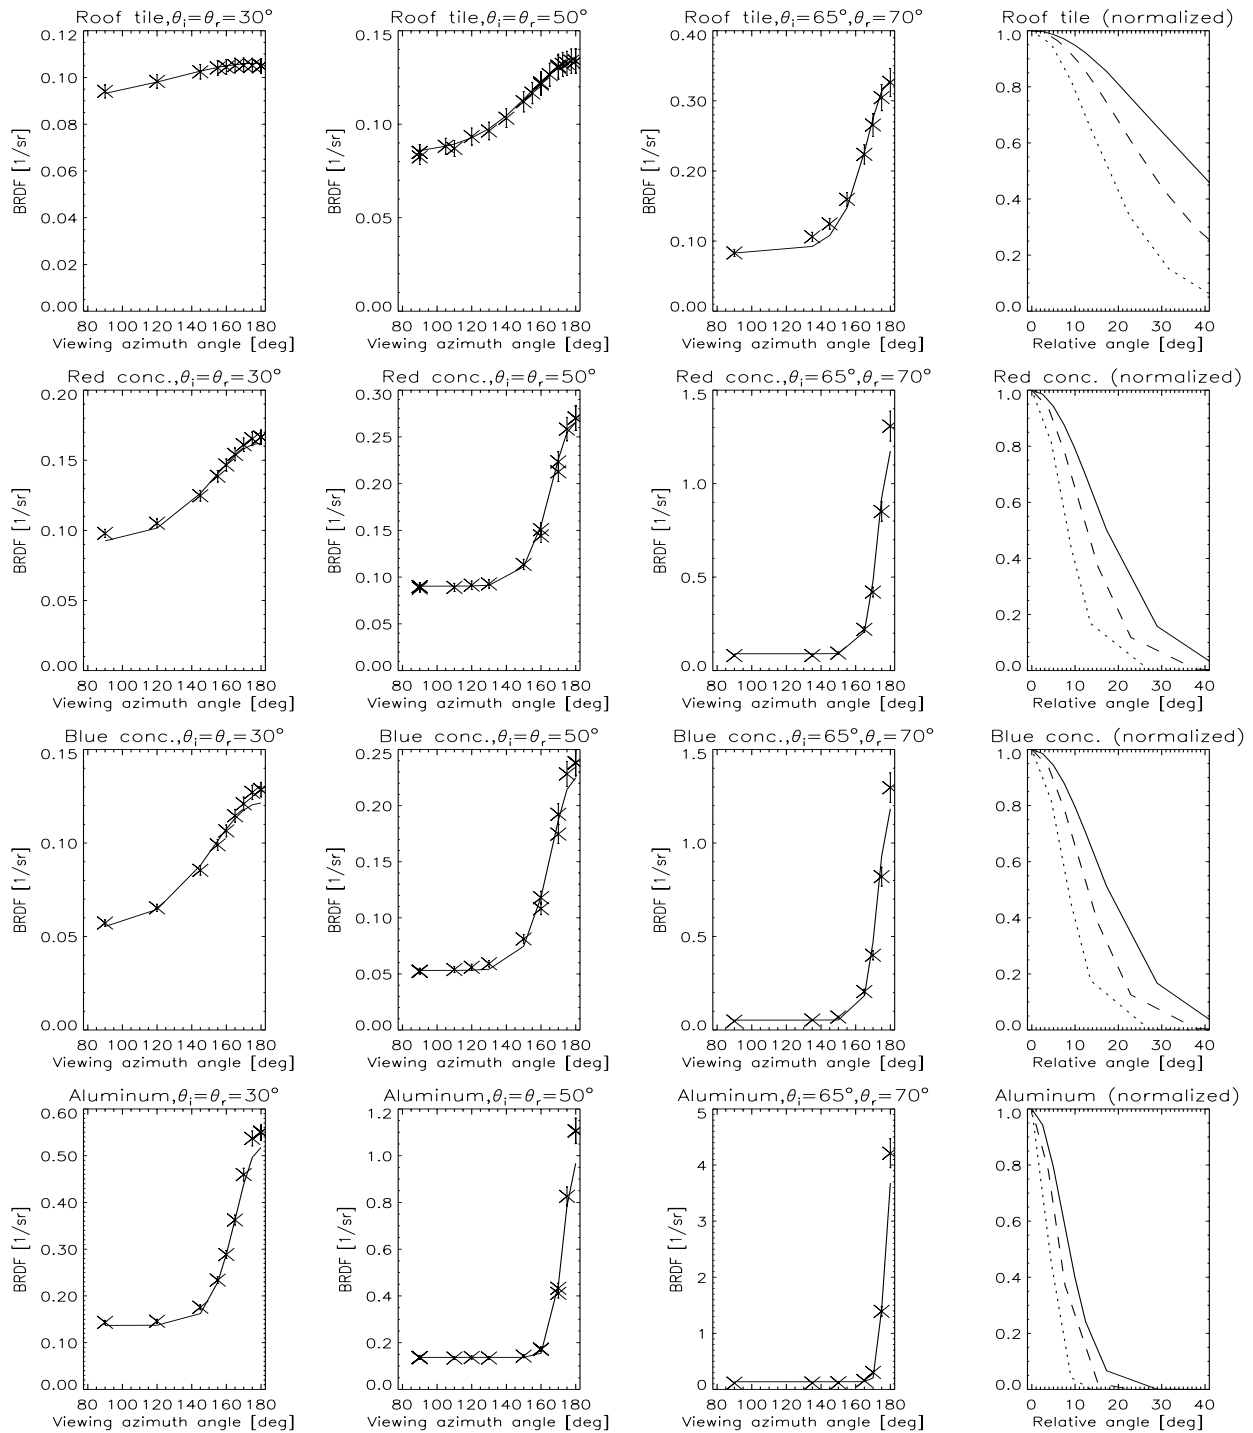 Roof tile,θi=θr=30° Roof tile,θi=θr=50° Roof tile,θi=65°,θr=70° Roof tile (normalized)
0.12 0.15 0.40 1.0
0.10 0.8
BRDF [1/sr] 0.08 BRDF [1/sr] 0.10 BRDF [1/sr] 0.30 0.6
0.06 0.20
0.04 0.05 0.4
0.02 0.10 0.2
0.00 0.00 0.00 0.0
80 100 120 140 160 180 80 100 120 140 160 180 80 100 120 140 160 180 0 10 20 30 40
Viewing azimuth angle [deg] Viewing azimuth angle [deg] Viewing azimuth angle [deg] Relative angle [deg]
Red conc.,θi=θr=30° Red conc.,θi=θr=50° Red conc.,θi=65°,θr=70° Red conc. (normalized)
0.20 0.30 1.5 1.0
0.25 0.8
BRDF [1/sr] 0.15 BRDF [1/sr] 0.20 BRDF [1/sr] 1.0 0.6
0.10 0.15
0.10 0.5 0.4
0.05 0.05 0.2
0.00 0.00 0.0 0.0
80 100 120 140 160 180 80 100 120 140 160 180 80 100 120 140 160 180 0 10 20 30 40
Viewing azimuth angle [deg] Viewing azimuth angle [deg] Viewing azimuth angle [deg] Relative angle [deg]
Blue conc.,θi=θr=30° Blue conc.,θi=θr=50° Blue conc.,θi=65°,θr=70° Blue conc. (normalized)
0.15 0.25 1.5 1.0
0.20 0.8
BRDF [1/sr] 0.10 BRDF [1/sr] 0.15 BRDF [1/sr] 1.0 0.6
0.05 0.10 0.5 0.4
0.05 0.2
0.00 0.00 0.0 0.0
80 100 120 140 160 180 80 100 120 140 160 180 80 100 120 140 160 180 0 10 20 30 40
Viewing azimuth angle [deg] Viewing azimuth angle [deg] Viewing azimuth angle [deg] Relative angle [deg]
Aluminum,θi=θr=30° Aluminum,θi=θr=50° Aluminum,θi=65°,θr=70° Aluminum (normalized)
0.60 1.2 5 1.0
0.50 1.0 4 0.8
BRDF [1/sr] 0.40 BRDF [1/sr] 0.8 BRDF [1/sr] 3 0.6
0.30 0.6
0.20 0.4 2 0.4
0.10 0.2 1 0.2
0.00 0.0 0 0.0
80 100 120 140 160 180 80 100 120 140 160 180 80 100 120 140 160 180 0 10 20 30 40
Viewing azimuth angle [deg] Viewing azimuth angle [deg] Viewing azimuth angle [deg] Relative angle [deg]